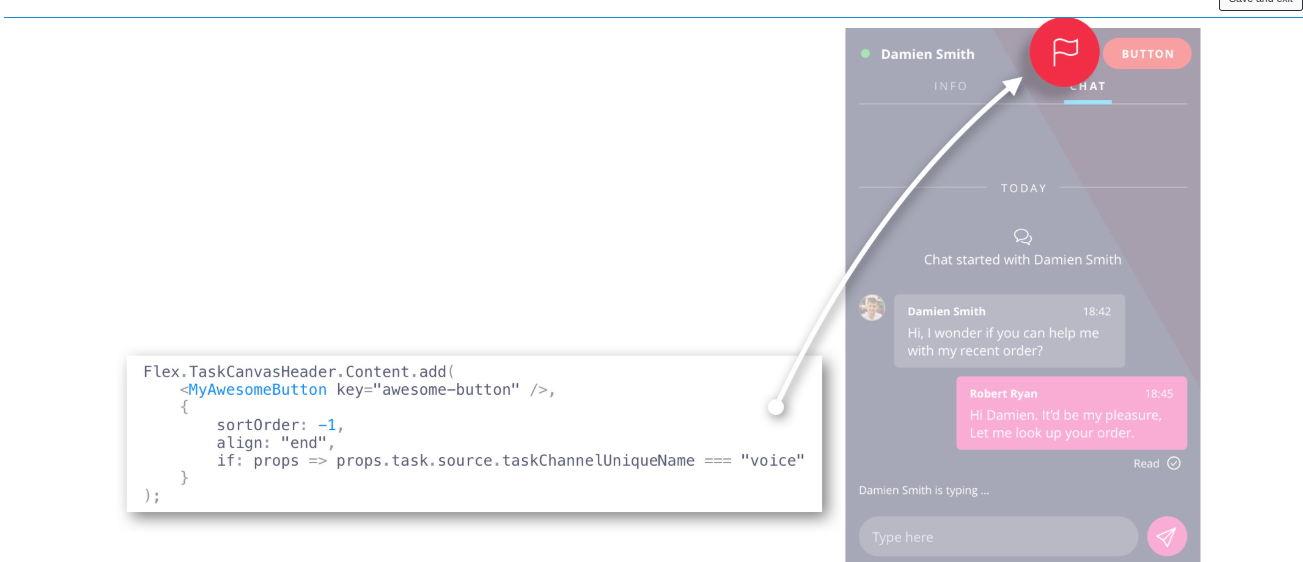 Save and exit
Damien Smith
BUTTON
INFO
CHAT
TODAY
Chat started with Damien Smith
Damien Smith 18:42
Hi, I wonder if you can help me
with my recent order?
Robert Ryan 18:45
Hi Damien. It'd be my pleasure,
Let me look up your order.
Read
Damien Smith is typing ...
Type here
Flex.TaskCanvasHeader.Content.add(
    <MyAwesomeButton key="awesome-button" />,
    {
        sortOrder: -1,
        align: "end",
        if: props => props.task.source.taskChannelUniqueName === "voice"
    }
);